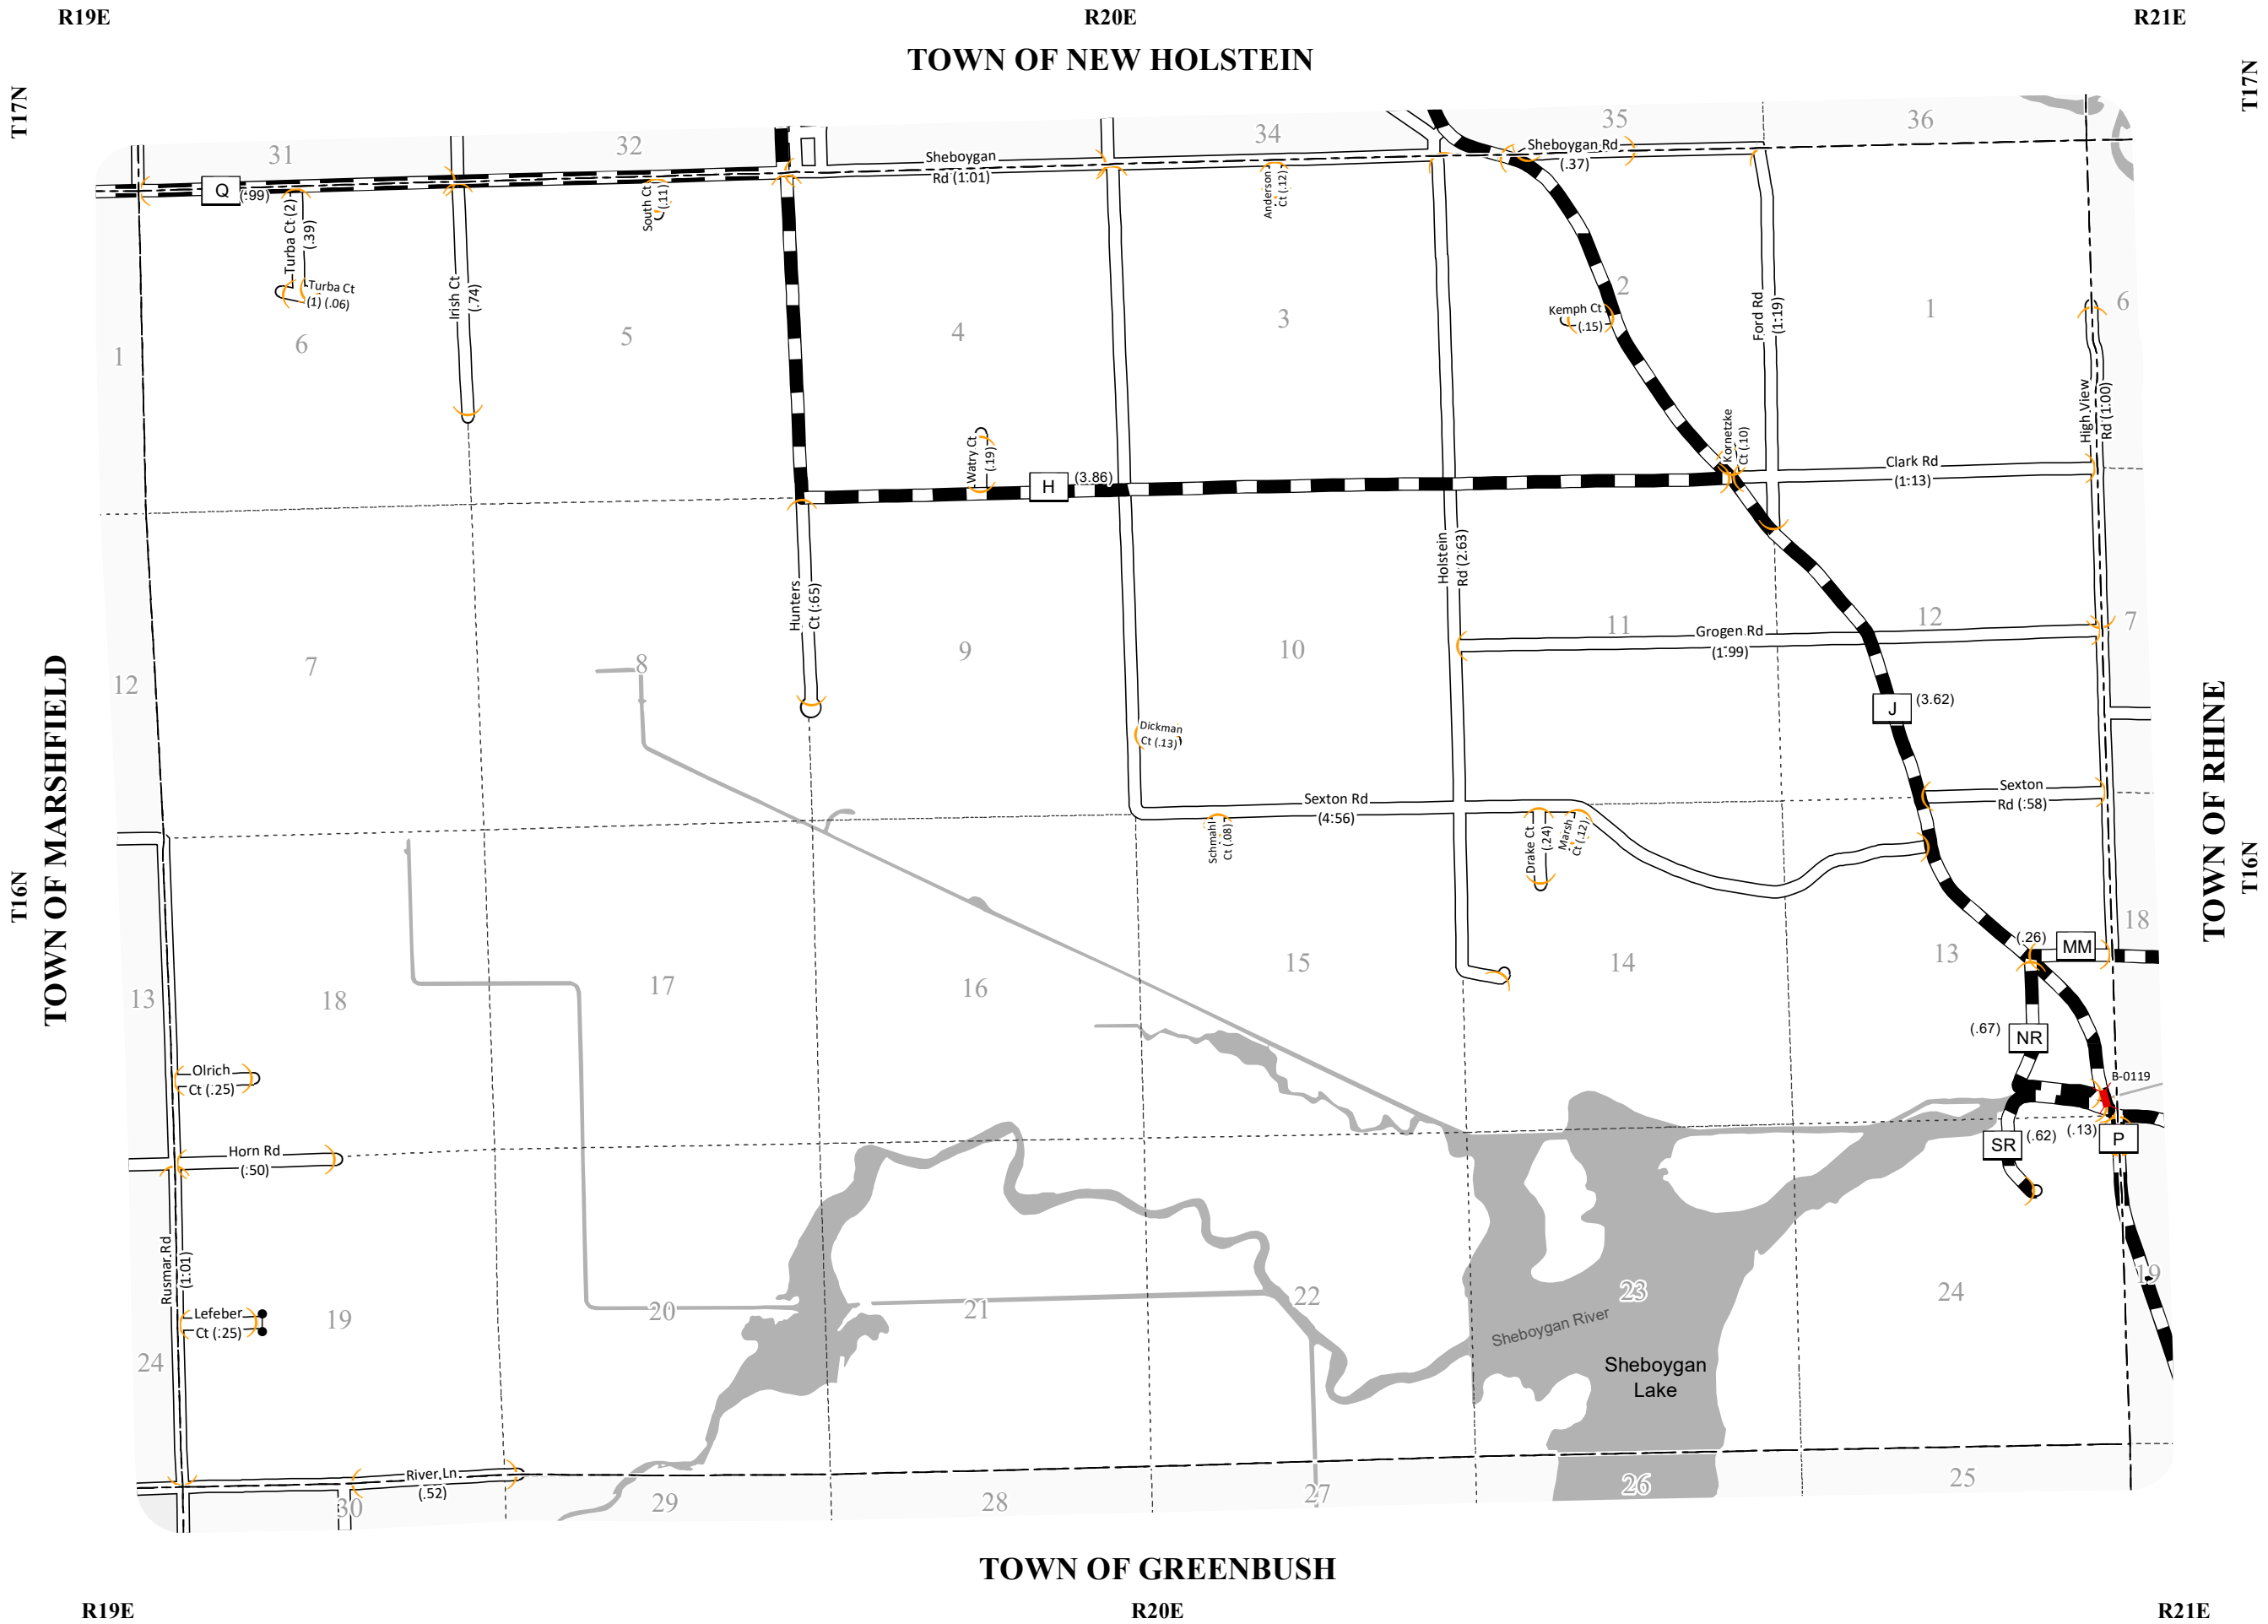 R19E
R20E
R21E
TOWN OF NEW HOLSTEIN
T17N
T17N
31
32
34
35
36
Sheboygan
Rd (1.01)
Sheboygan Rd
(.37)
Q
(.99)
Turba Ct (2)
(.39)
Turba Ct
(1) (.06)
Irish Ct
(.74)
South Ct
(.11)
Anderson
Ct (.12)
Kemph Ct
(.15)
Ford Rd
(1.19)
High View
Rd (1.00)
1
6
5
4
3
2
1
6
Watry Ct
(.19)
H
(3.86)
Kornetzke
Ct (.10)
Clark Rd
(1.13)
Holstein
Rd (2.63)
Hunters
Ct (.65)
Grogen Rd
(1.99)
12
7
8
9
10
11
12
7
J
(3.62)
Dickman
Ct (.13)
Sexton Rd
(4.56)
Sexton
Rd (.58)
Schmahl
Ct (.08)
Drake Ct
(.24)
Marsh
Ct (.12)
TOWN OF MARSHFIELD
TOWN OF RHINE
T16N
T16N
13
18
17
16
15
14
13
18
(.26)
MM
(.67)
NR
B-0119
Olrich
Ct (.25)
Horn Rd
(.50)
SR
(.62)
(.13)
P
Rusmar Rd
(1.01)
Lefeber
Ct (.25)
24
19
20
21
22
23
24
19
Sheboygan River
Sheboygan
Lake
River Ln
(.52)
30
29
28
27
26
25
TOWN OF GREENBUSH
R19E
R20E
R21E